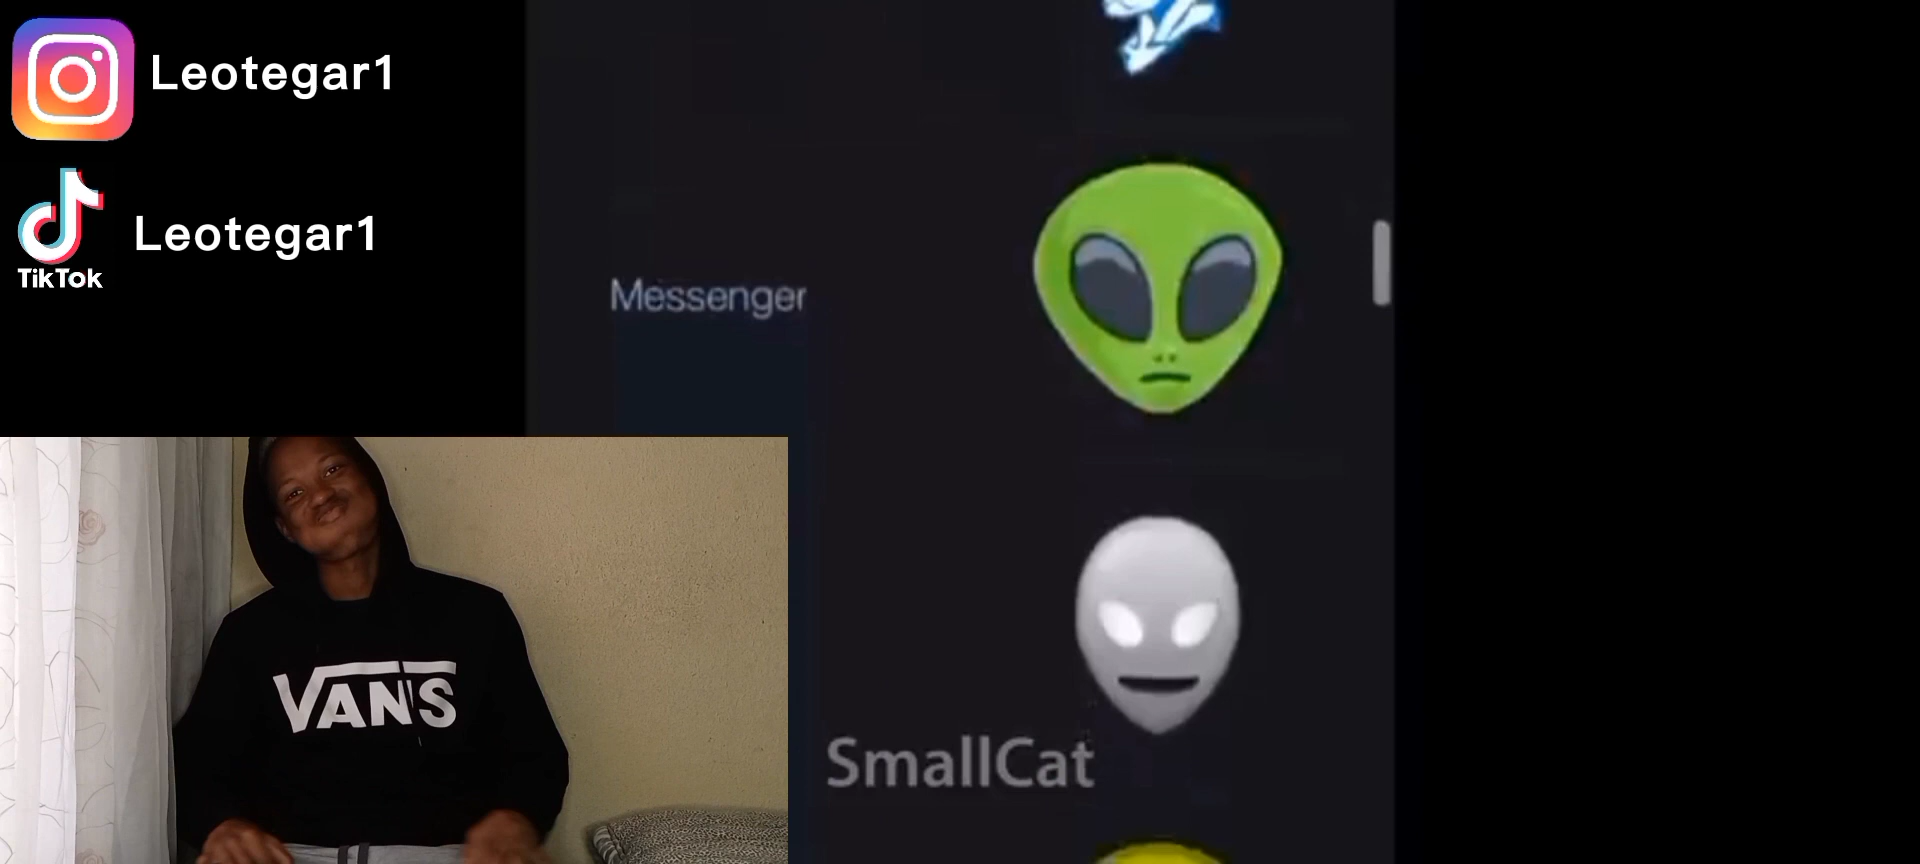 Leotegar1
TikTok
Leotegar1
Messenger
VANS
SmallCat